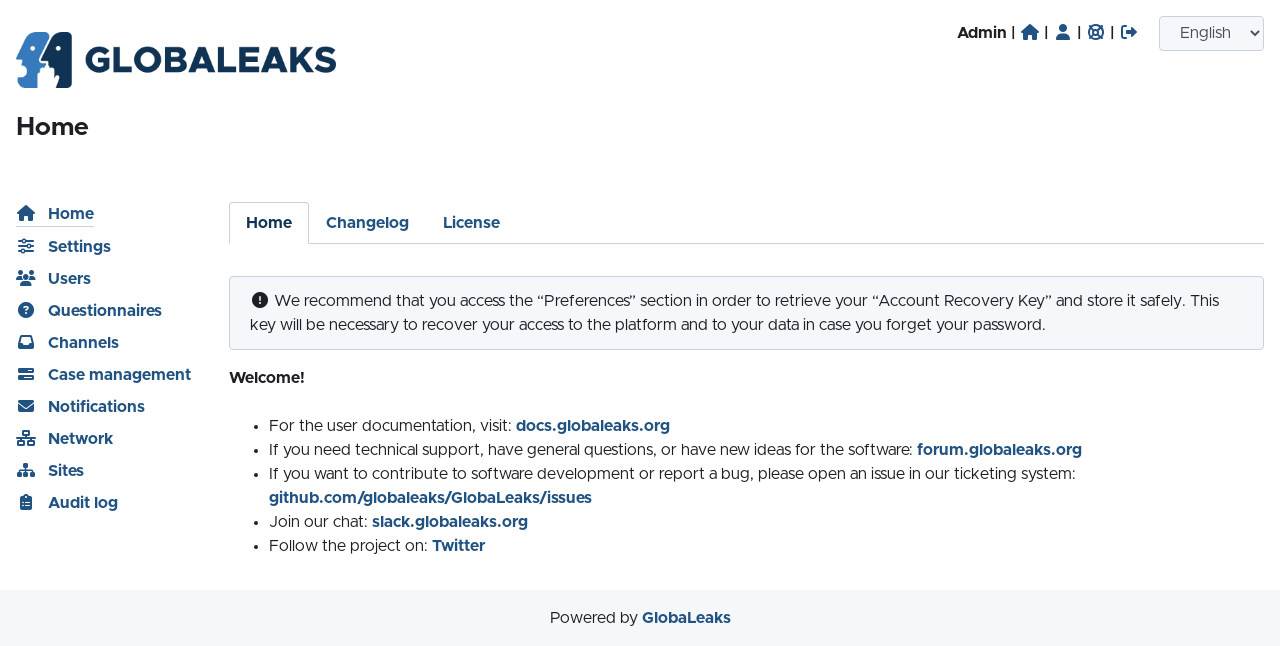 Admin | | | |
English
GLOBALEAKS
Home
Home
Settings
Users
Questionnaires
Channels
Case management
Notifications
Network
Sites
Audit log
Home Changelog License
We recommend that you access the “Preferences” section in order to retrieve your “Account Recovery Key” and store it safely. This
key will be necessary to recover your access to the platform and to your data in case you forget your password.
Welcome!
For the user documentation, visit: docs.globaleaks.org
If you need technical support, have general questions, or have new ideas for the software: forum.globaleaks.org
If you want to contribute to software development or report a bug, please open an issue in our ticketing system:
github.com/globaleaks/GlobaLeaks/issues
Join our chat: slack.globaleaks.org
Follow the project on: Twitter
Powered by GlobaLeaks